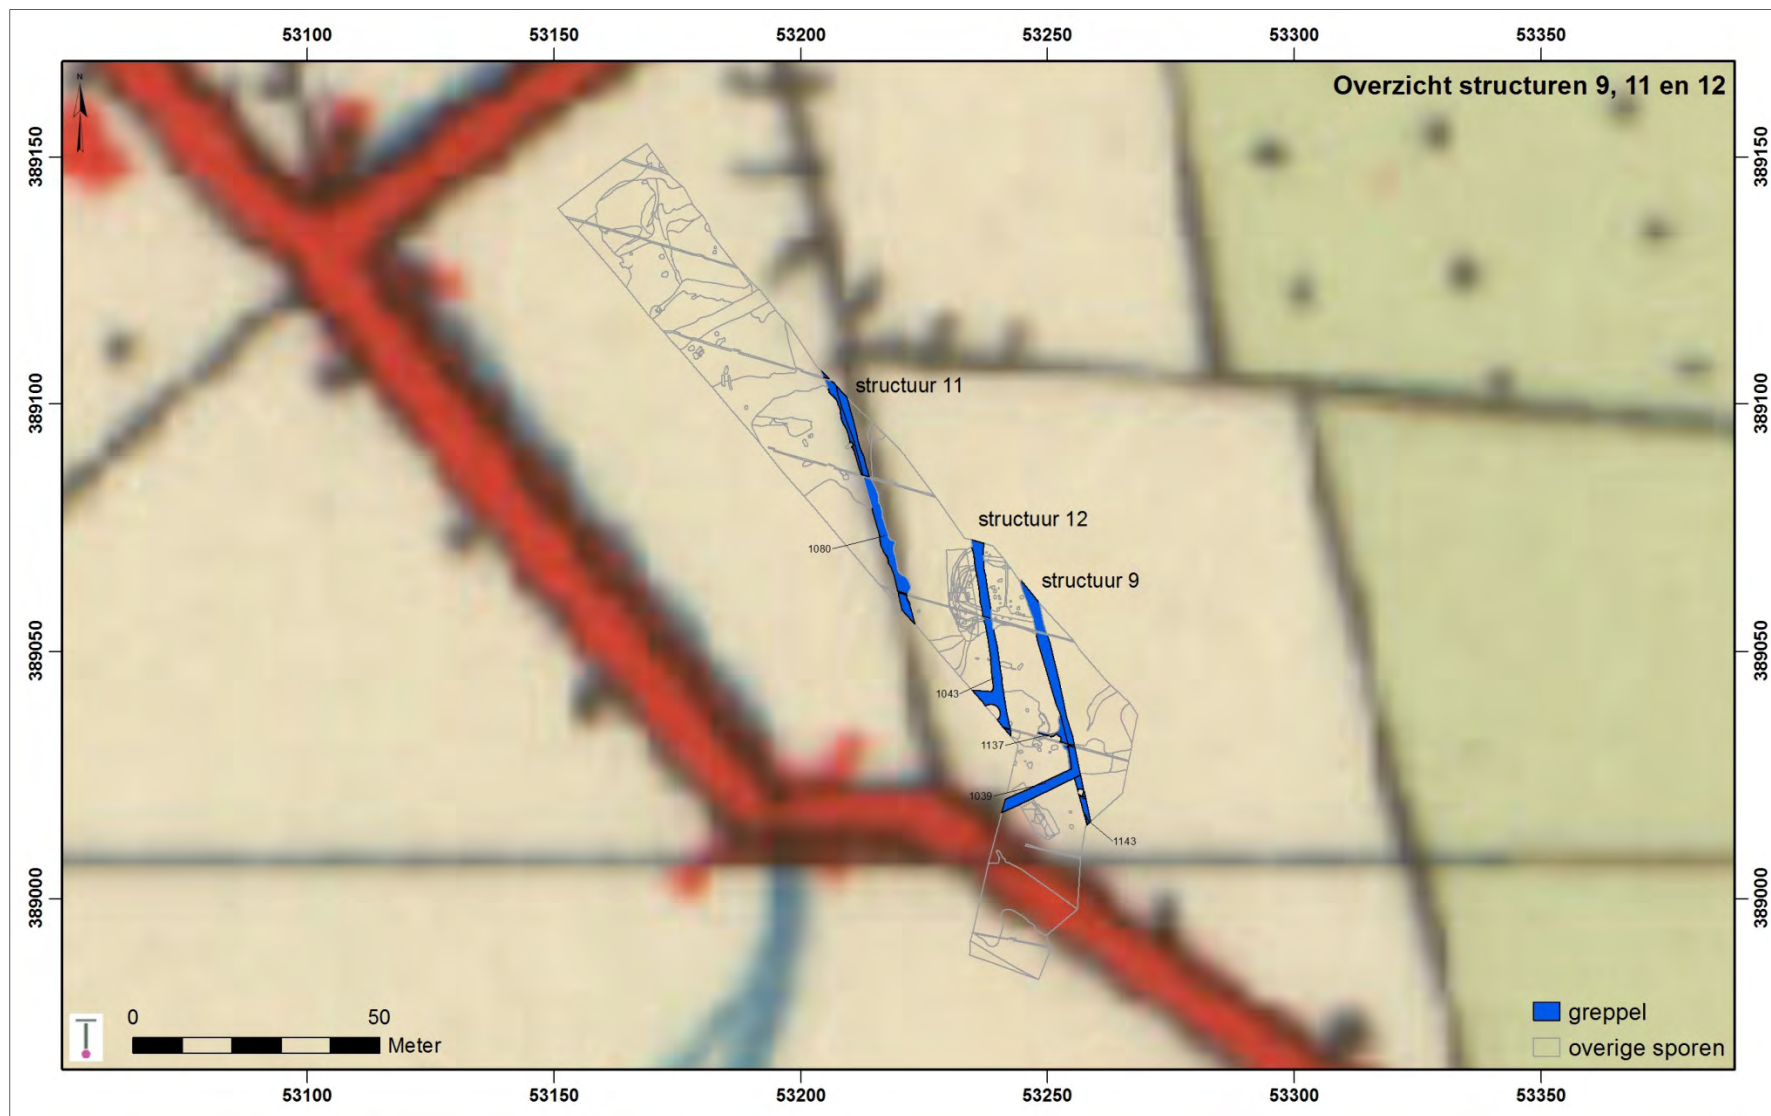 53100 53150 53200 53250 53300 53350
Overzicht structuren 9, 11 en 12
N
389150 389150
389100 389100
structuur 11
structuur 12
1080
structuur 9
389050 389050
1043
1137
1039
1143
389000 389000
greppel
overige sporen
0 50
Meter
53100 53150 53200 53250 53300 53350